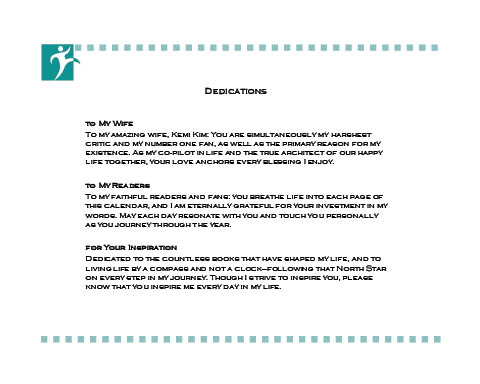 Dedications
to My Wife
To my amazing wife, Kemi Kim: You are simultaneously my harshest
critic and my number one fan, as well as the primary reason for my
existence. As my co-pilot in life and the true architect of our happy
life together, your love anchors every blessing I enjoy.
to My Readers
To my faithful readers and fans: you breathe life into each page of
this calendar, and I am eternally grateful for your investment in my
words. May each day resonate with you and touch you personally
as you journey through the year.
for Your Inspiration
Dedicated to the countless books that have shaped my life, and to
living life by a compass and not a clock—following that North Star
on every step in my journey. Though I strive to inspire you, please
know that you inspire me every day in my life.